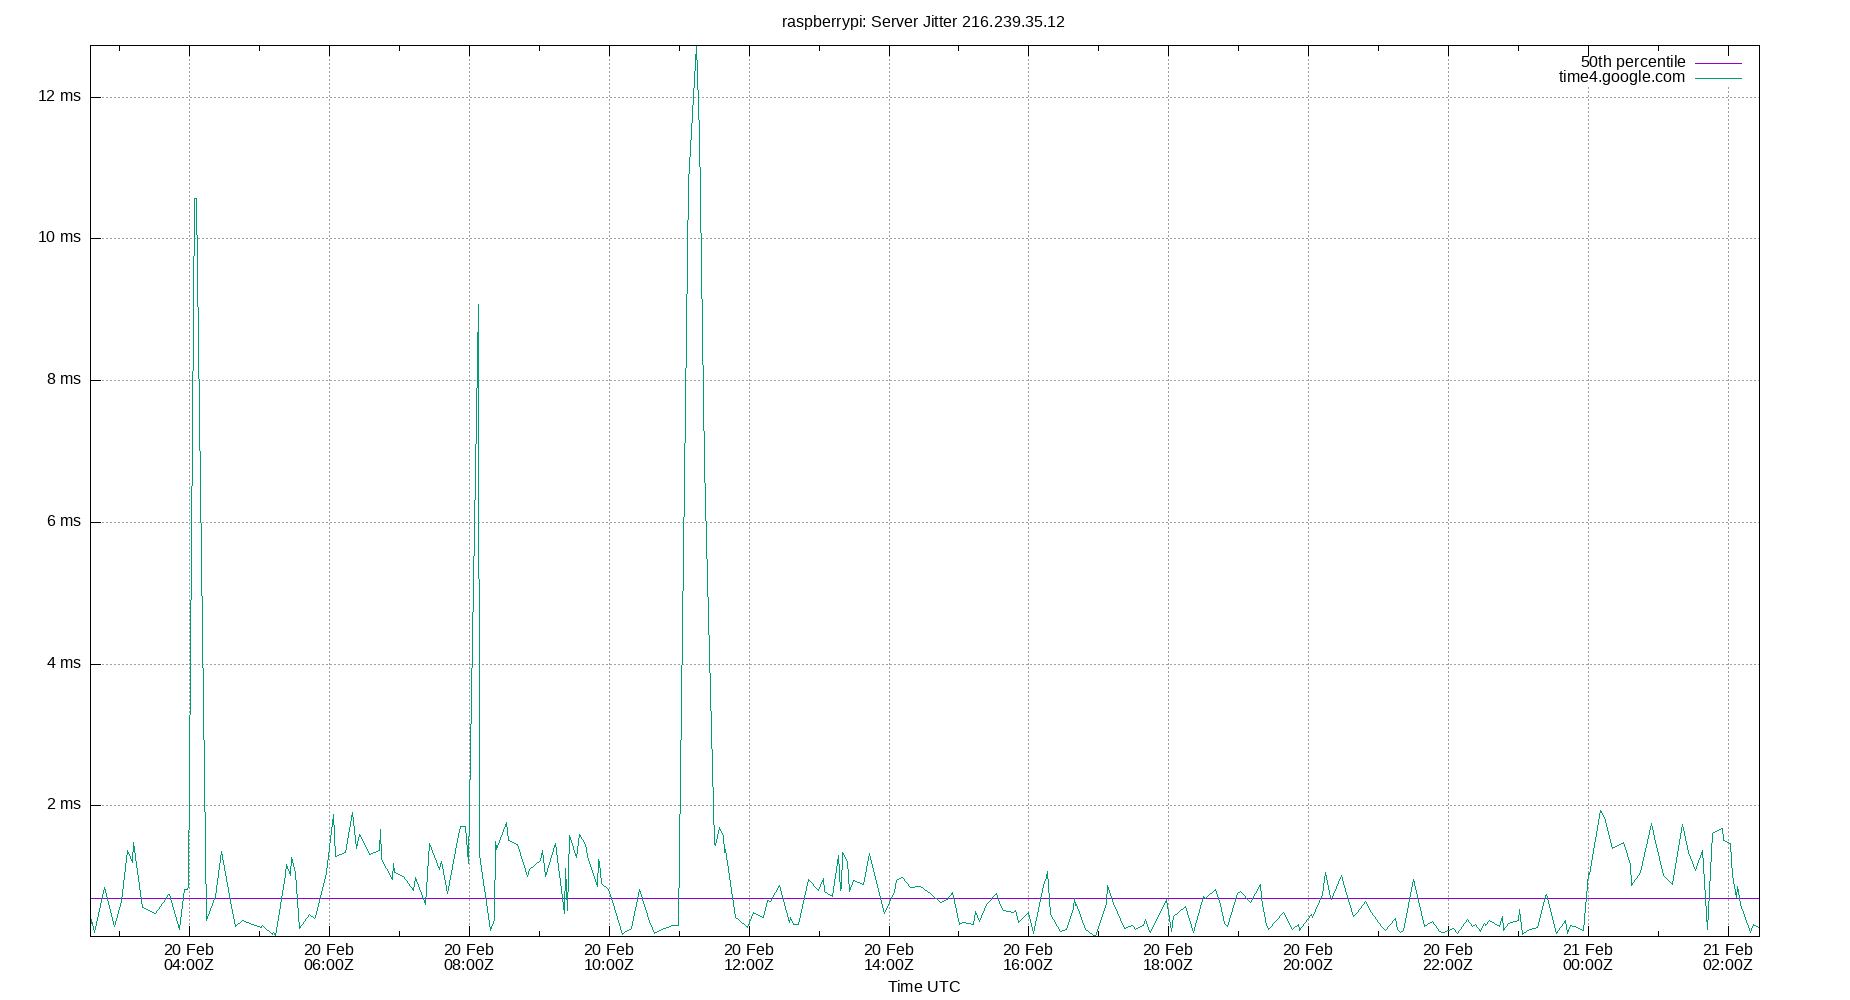 raspberrypi: Server Jitter 216.239.35.12
50th percentile
time4.google.com
12 ms
10 ms
8 ms
6 ms
4 ms
2 ms
20 Feb 20 Feb 20 Feb 20 Feb 20 Feb 20 Feb 20 Feb 20 Feb 20 Feb 20 Feb 21 Feb 21 Feb
04:00Z 06:00Z 08:00Z 10:00Z 12:00Z 14:00Z 16:00Z 18:00Z 20:00Z 22:00Z 00:00Z 02:00Z
Time UTC